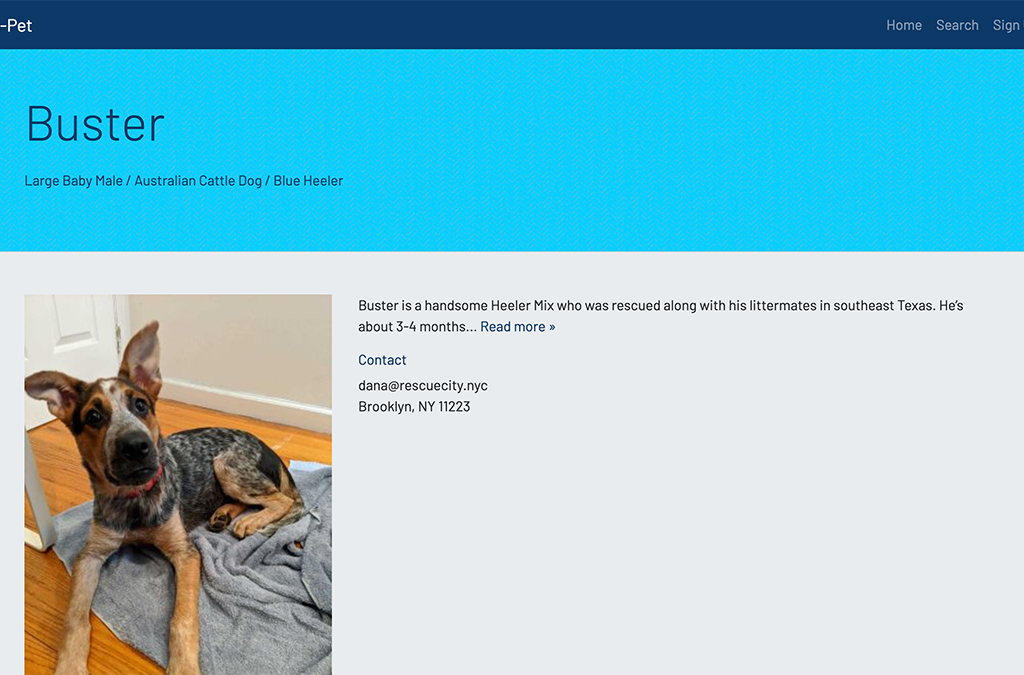 -Pet
Home Search Sign
Buster
Large Baby Male / Australian Cattle Dog / Blue Heeler
Buster is a handsome Heeler Mix who was rescued along with his littermates in southeast Texas. He’s
about 3-4 months... Read more »
Contact
dana@rescuecity.nyc
Brooklyn, NY 11223